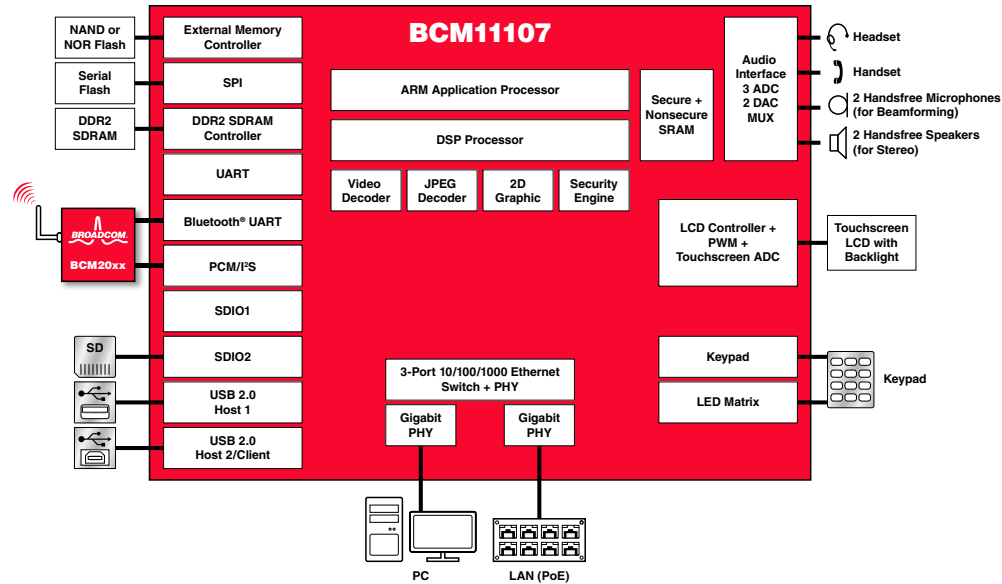 BCM11107
NAND or
NOR Flash
External Memory
Controller
Serial
Flash
SPI
DDR2
SDRAM
DDR2 SDRAM
Controller
UART
BROADCOM.
BCM20xx
Bluetooth® UART
PCM/I²S
SDIO1
SD
SDIO2
USB 2.0
Host 1
USB 2.0
Host 2/Client
ARM Application Processor
DSP Processor
Video
Decoder
JPEG
Decoder
2D
Graphic
Security
Engine
Secure +
Nonsecure
SRAM
Audio
Interface
3 ADC
2 DAC
MUX
Headset
Handset
2 Handsfree Microphones
(for Beamforming)
2 Handsfree Speakers
(for Stereo)
LCD Controller +
PWM +
Touchscreen ADC
Touchscreen
LCD with
Backlight
Keypad
LED Matrix
Keypad
3-Port 10/100/1000 Ethernet
Switch + PHY
Gigabit
PHY
Gigabit
PHY
PC
LAN (PoE)